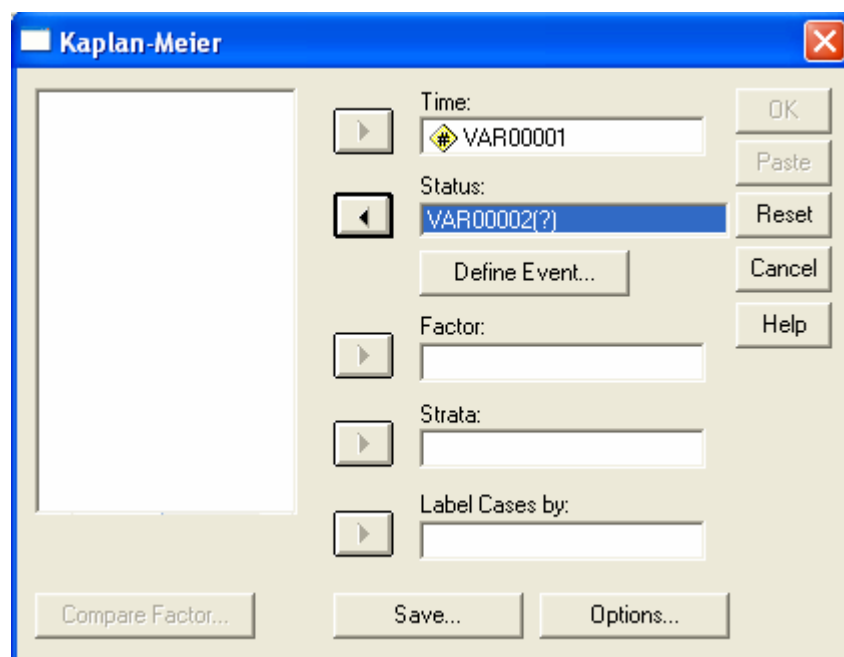 Kaplan-Meier
Time:
VAR00001
Status:
VAR00002(?)
Define Event...
Factor:
Strata:
Label Cases by:
OK
Paste
Reset
Cancel
Help
Compare Factor...
Save...
Options...